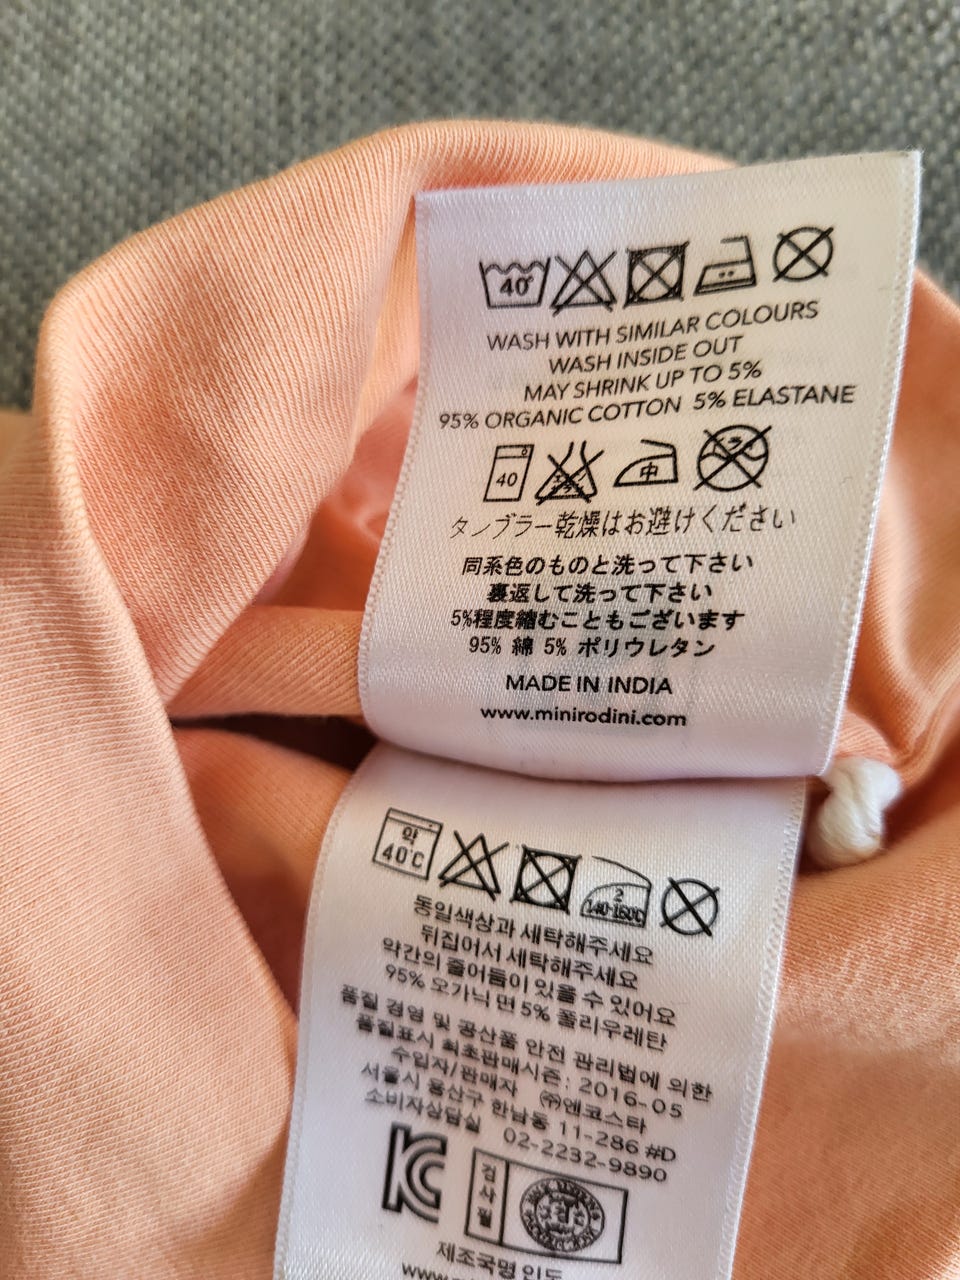 40°
WASH WITH SIMILAR COLOURS
WASH INSIDE OUT
MAY SHRINK UP TO 5%
95% ORGANIC COTTON 5% ELASTANE
40 中
タンブラー乾燥はお避けください
同系色のものと洗って下さい
裏返して洗って下さい
5%程度縮むこともございます
95% 綿 5% ポリウレタン
MADE IN INDIA
www.minirodini.com
약
40℃
2
140-160℃
동일색상과 세탁해주세요
뒤집어서 세탁해주세요
약간의 줄어듬이 있을 수 있어요
95% 오가닉 면 5% 폴리우레탄
품질 경영 및 공산품 안전 관리법에 의한
품질표시 최초판매시즌: 2016-05
수입자/판매자 ㈜엔코스타
서울시 용산구 한남동 11-286 #D
소비자상담실 02-2232-9890
KC
검사필
제조국명 인도